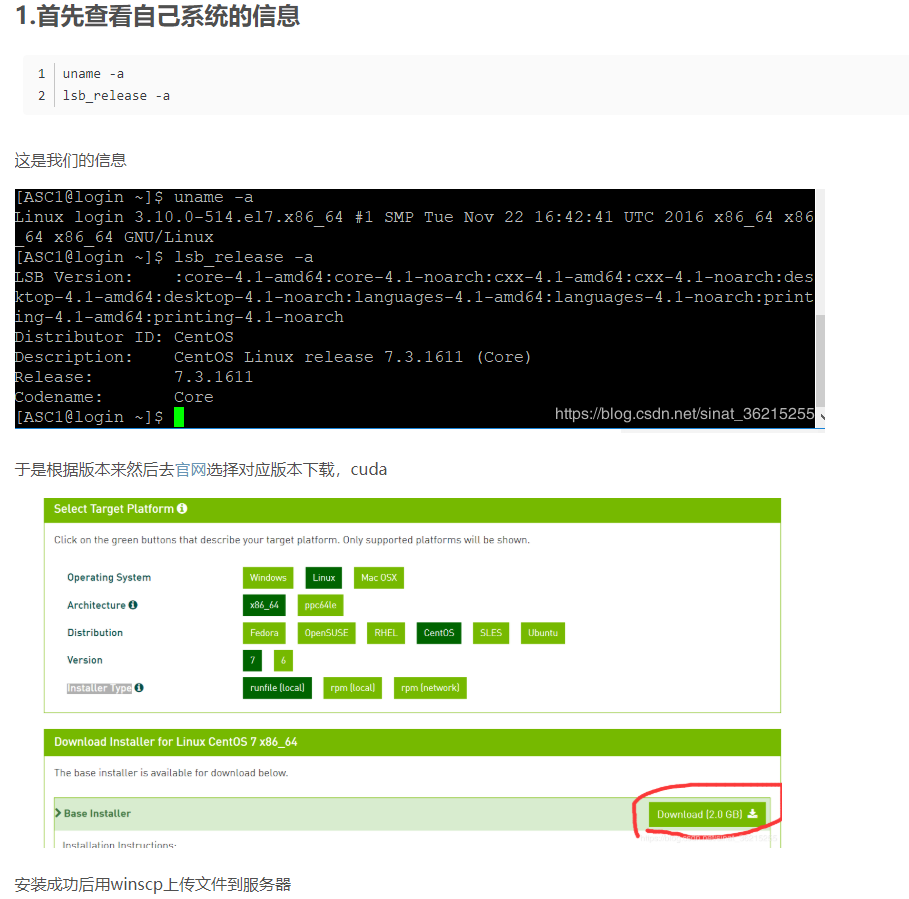 1.首先查看自己系统的信息
1 uname -a
2 lsb_release -a
这是我们的信息
[ASC1@login ~]$ uname -a
Linux login 3.10.0-514.el7.x86_64 #1 SMP Tue Nov 22 16:42:41 UTC 2016 x86_64 x86
_64 x86_64 GNU/Linux
[ASC1@login ~]$ lsb_release -a
LSB Version: :core-4.1-amd64:core-4.1-noarch:cxx-4.1-amd64:cxx-4.1-noarch:des
ktop-4.1-amd64:desktop-4.1-noarch:languages-4.1-amd64:languages-4.1-noarch:print
ing-4.1-amd64:printing-4.1-noarch
Distributor ID: CentOS
Description: CentOS Linux release 7.3.1611 (Core)
Release: 7.3.1611
Codename: Core
[ASC1@login ~]$
https://blog.csdn.net/sinat_36215255
于是根据版本来然后去官网选择对应版本下载，cuda
Select Target Platform
Click on the green buttons that describe your target platform. Only supported platforms will be shown.
Operating System Windows Linux Mac OSX
Architecture x86_64 ppc64le
Distribution Fedora OpenSUSE RHEL CentOS SLES Ubuntu
Version 7 6
Installer Type runfile (local) rpm (local) rpm (network)
Download Installer for Linux CentOS 7 x86_64
The base installer is available for download below.
Base Installer Download (2.0 GB)
Installation Instructions:
安装成功后用winscp上传文件到服务器